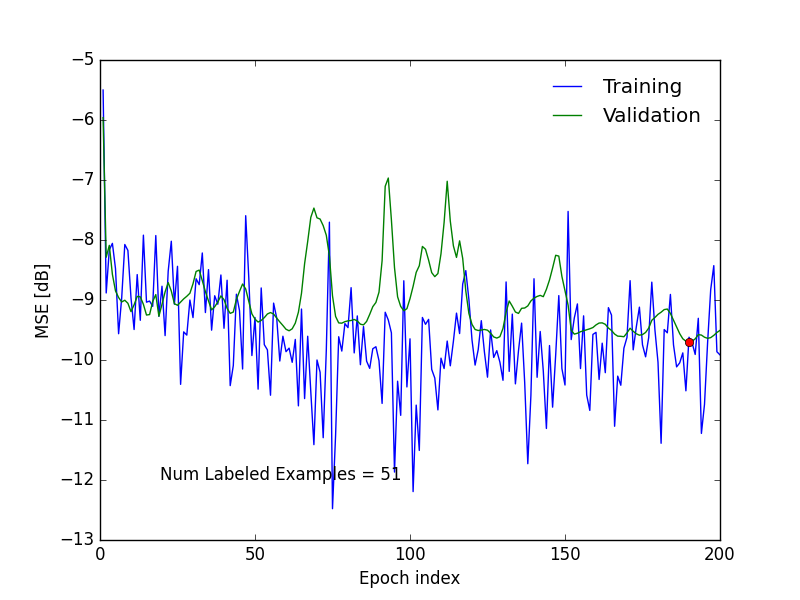 −5
−6
−7
−8
−9
−10
−11
−12
−13
0
50
100
150
200
MSE [dB]
Epoch index
Training
Validation
Num Labeled Examples = 51